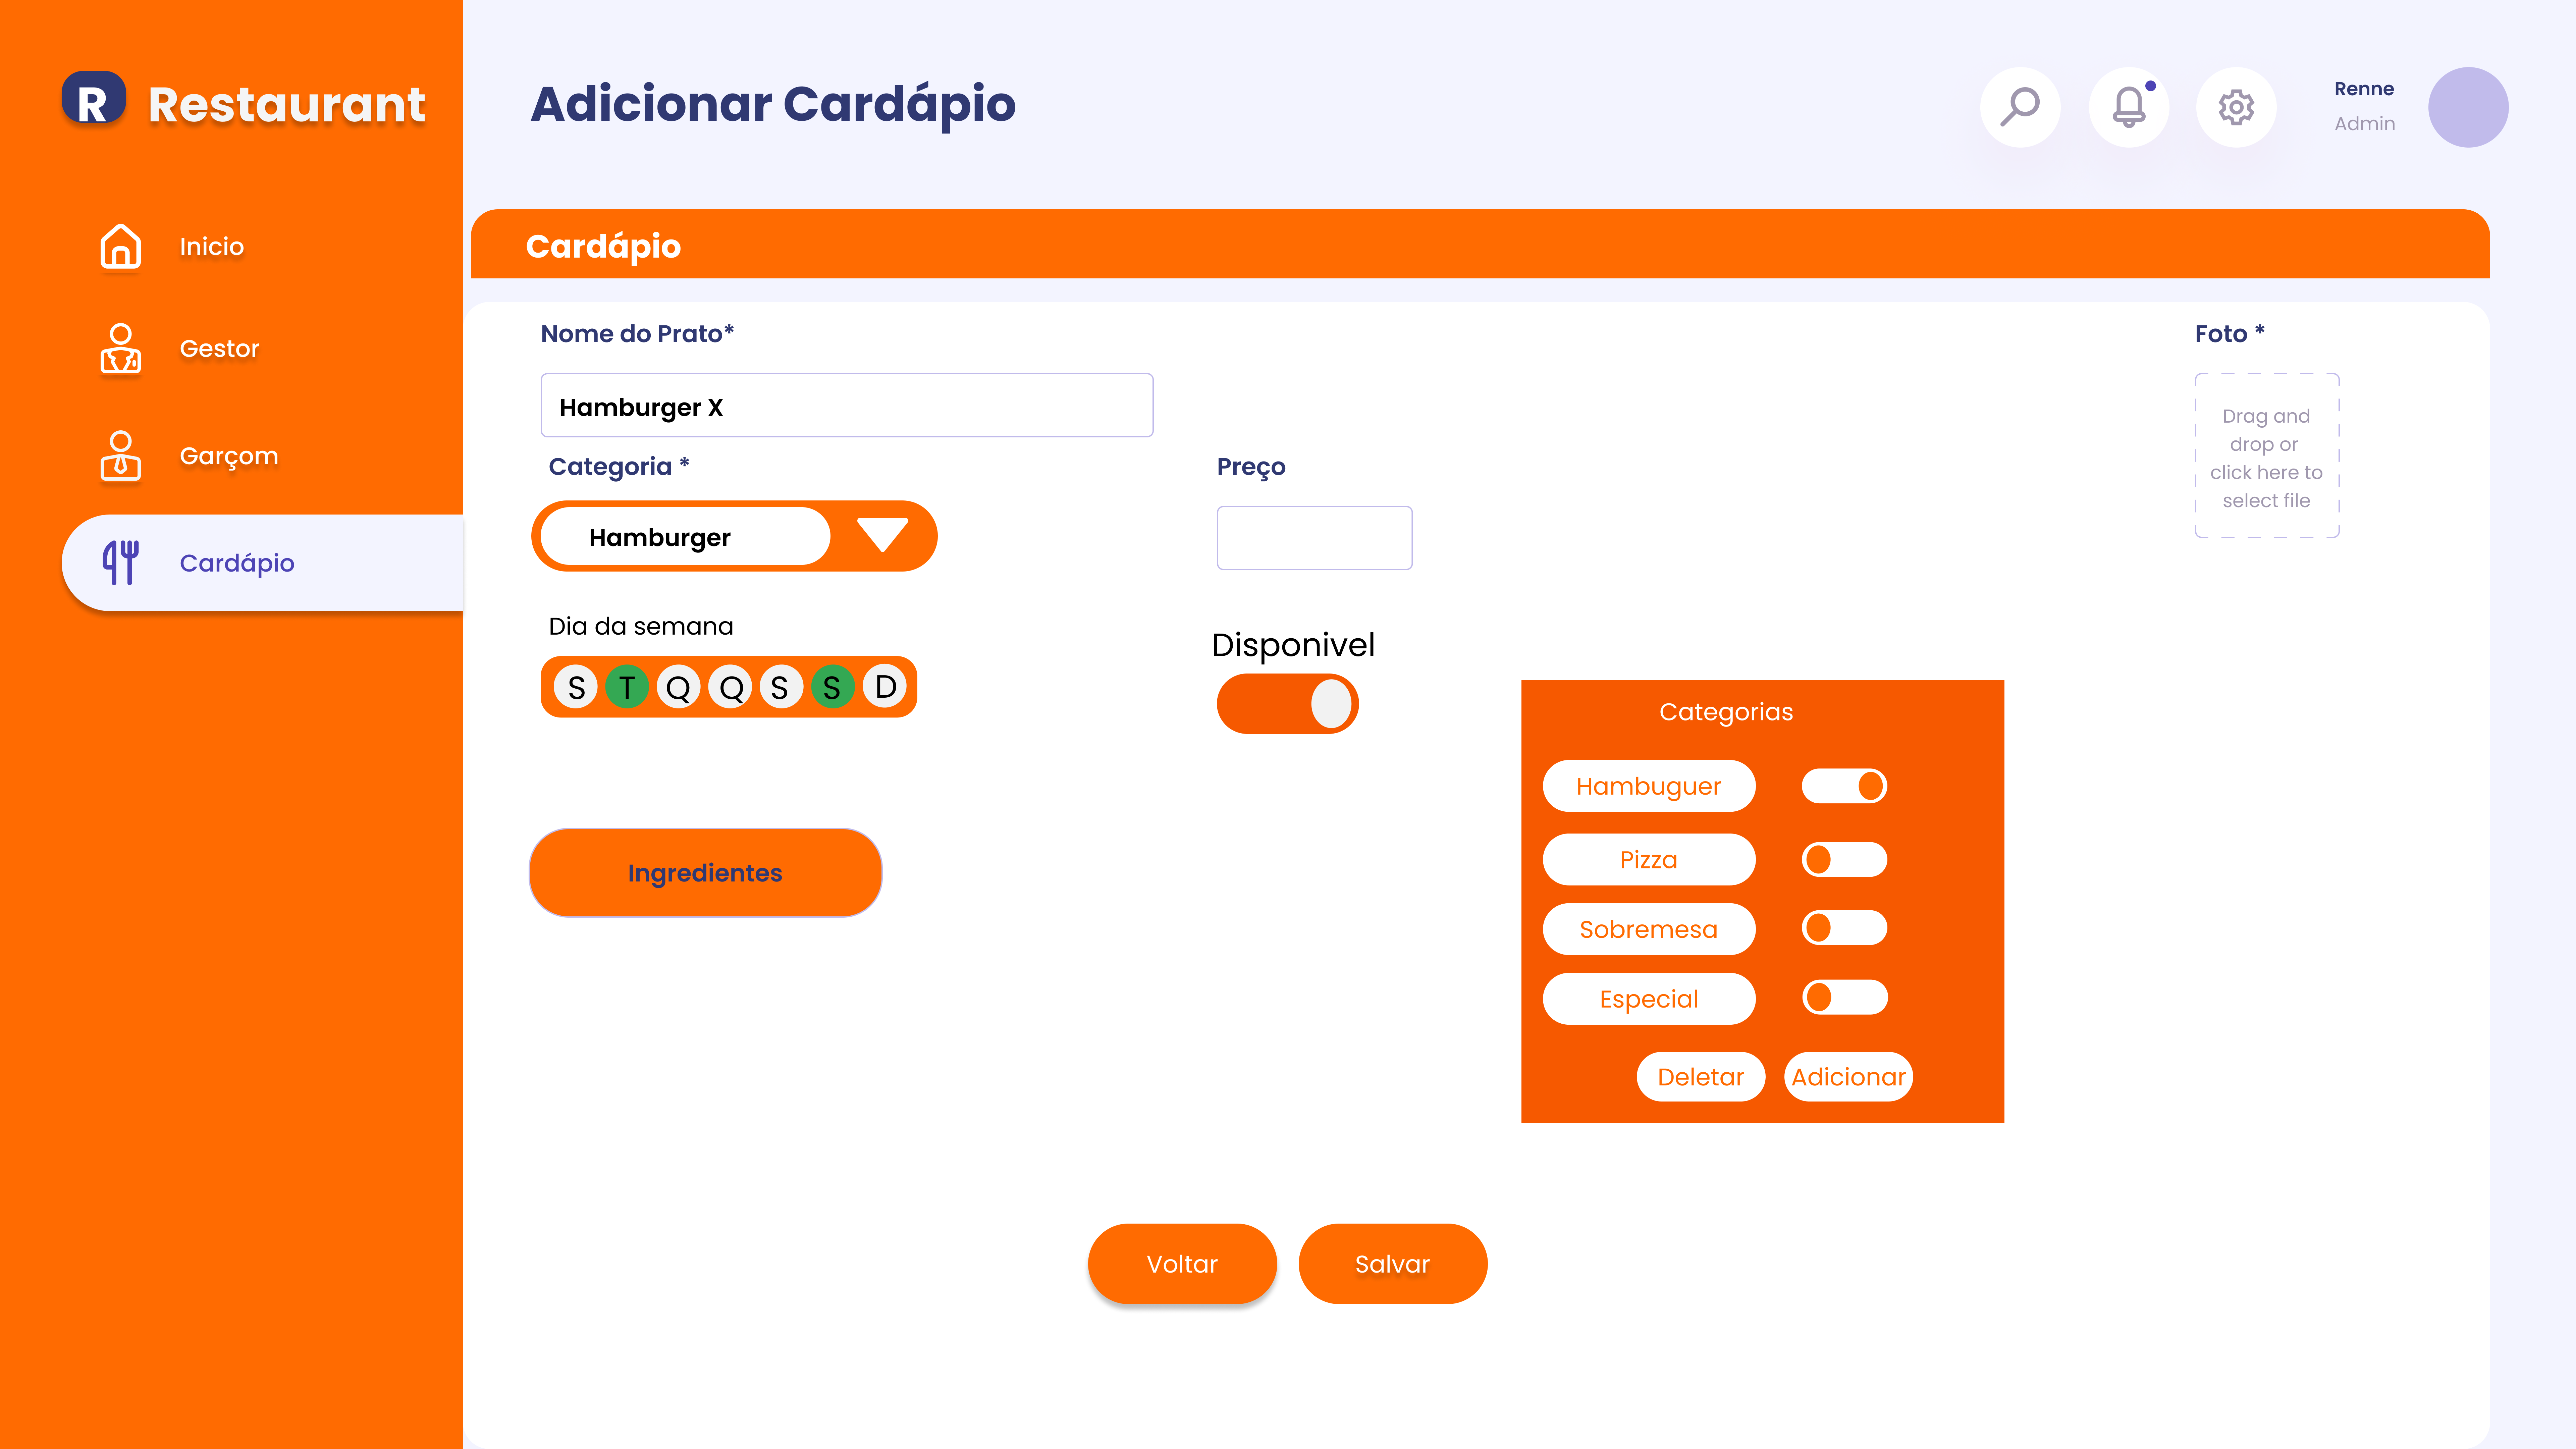 R Restaurant
Adicionar Cardápio
Renne
Admin
Inicio
Gestor
Garçom
Cardápio
Cardápio
Nome do Prato*
Hamburger X
Foto *
Drag and
drop or
click here to
select file
Categoria *
Hamburger
Preço
Dia da semana
S T Q Q S S D
Disponivel
Ingredientes
Categorias
Hambuguer
Pizza
Sobremesa
Especial
Deletar Adicionar
Voltar Salvar